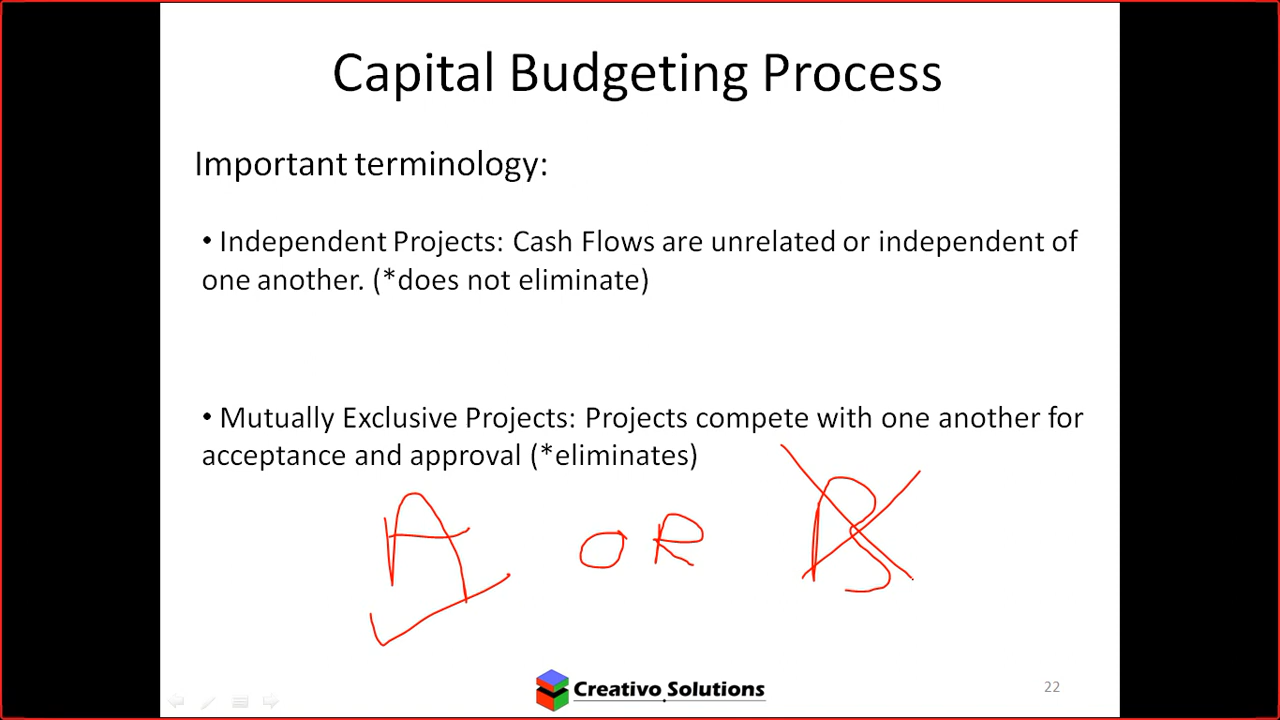 Capital Budgeting Process
Important terminology:
• Independent Projects: Cash Flows are unrelated or independent of
one another. (*does not eliminate)
• Mutually Exclusive Projects: Projects compete with one another for
acceptance and approval (*eliminates)
A OR B
Creativo Solutions
22